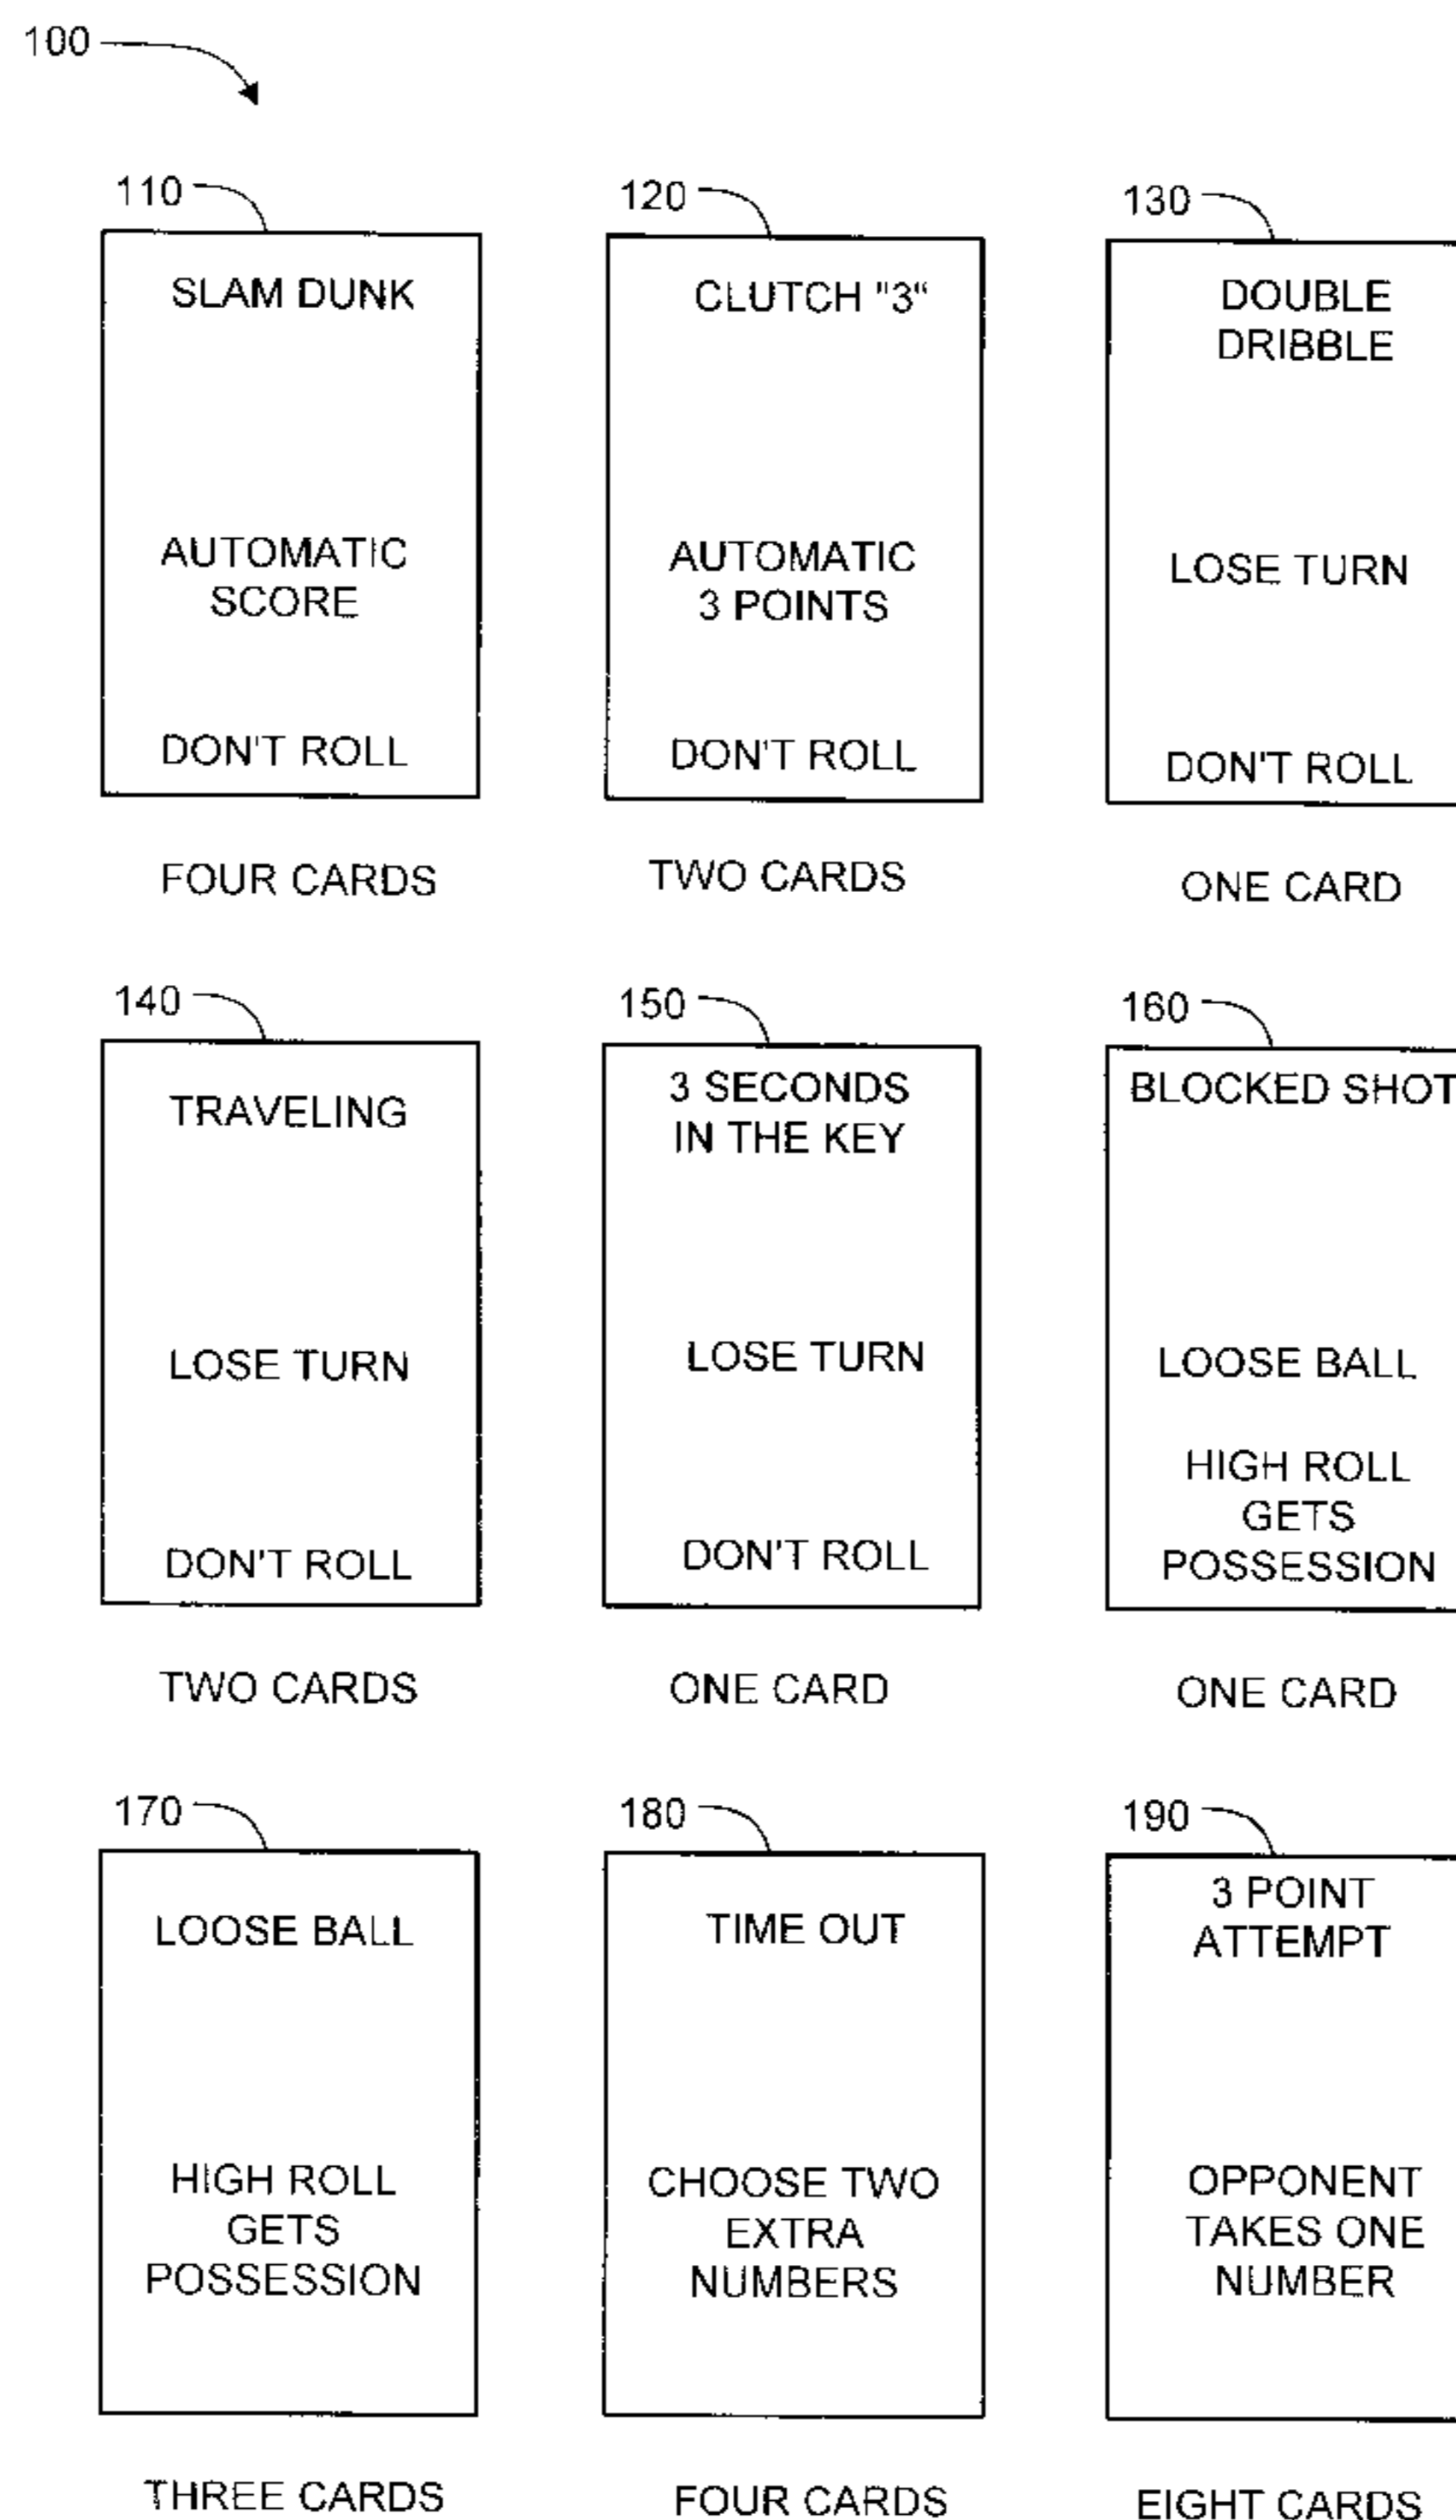 100
110
SLAM DUNK
AUTOMATIC
SCORE
DON'T ROLL
FOUR CARDS
120
CLUTCH "3"
AUTOMATIC
3 POINTS
DON'T ROLL
TWO CARDS
130
DOUBLE
DRIBBLE
LOSE TURN
DON'T ROLL
ONE CARD
140
TRAVELING
LOSE TURN
DON'T ROLL
TWO CARDS
150
3 SECONDS
IN THE KEY
LOSE TURN
DON'T ROLL
ONE CARD
160
BLOCKED SHOT
LOOSE BALL
HIGH ROLL
GETS
POSSESSION
ONE CARD
170
LOOSE BALL
HIGH ROLL
GETS
POSSESSION
THREE CARDS
180
TIME OUT
CHOOSE TWO
EXTRA
NUMBERS
FOUR CARDS
190
3 POINT
ATTEMPT
OPPONENT
TAKES ONE
NUMBER
EIGHT CARDS